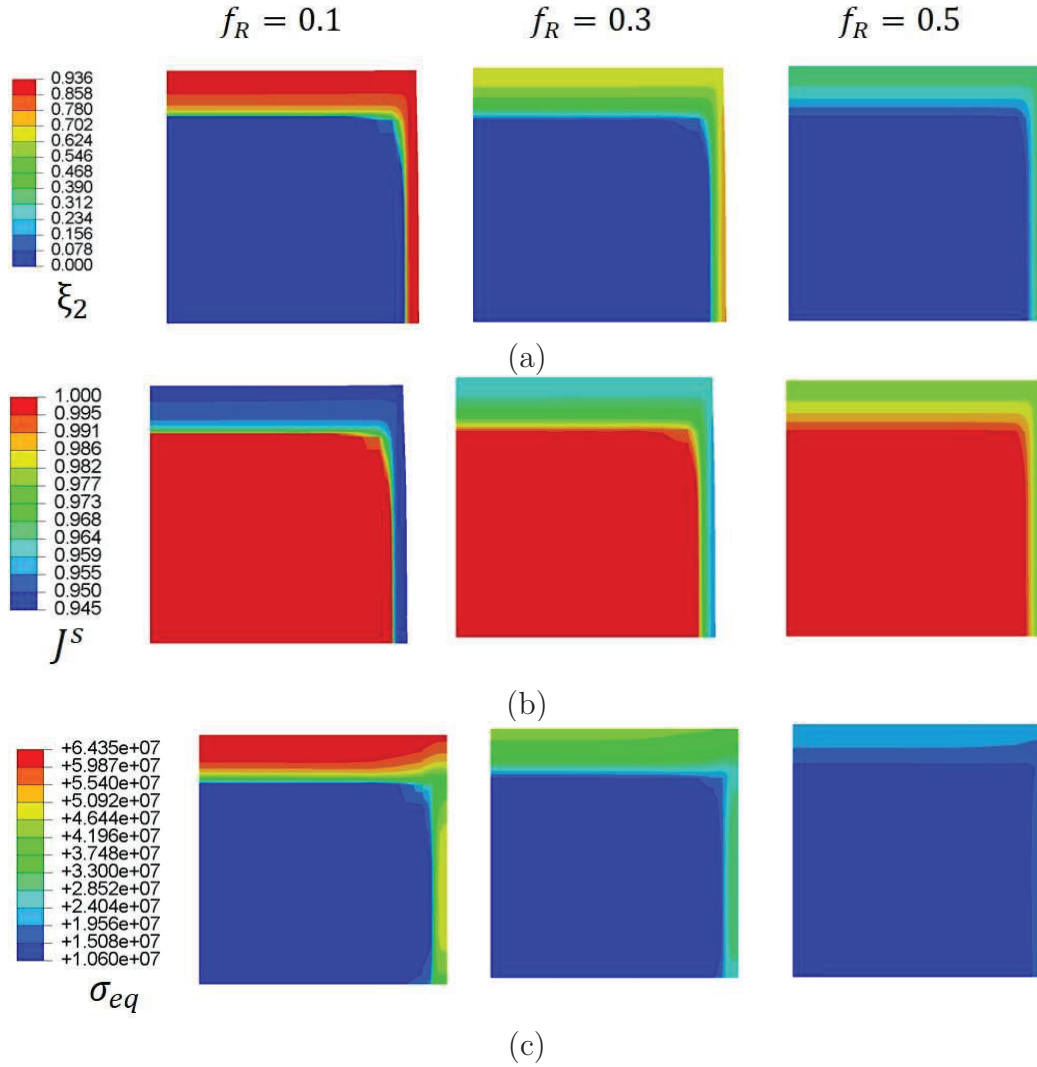 f_R = 0.1 f_R = 0.3 f_R = 0.5
0.936
0.858
0.780
0.702
0.624
0.546
0.468
0.390
0.312
0.234
0.156
0.078
0.000
ξ₂
(a)
1.000
0.995
0.991
0.986
0.982
0.977
0.973
0.968
0.964
0.959
0.955
0.950
0.945
Jˢ
(b)
+6.435e+07
+5.987e+07
+5.540e+07
+5.092e+07
+4.644e+07
+4.196e+07
+3.748e+07
+3.300e+07
+2.852e+07
+2.404e+07
+1.956e+07
+1.508e+07
+1.060e+07
σ_eq
(c)